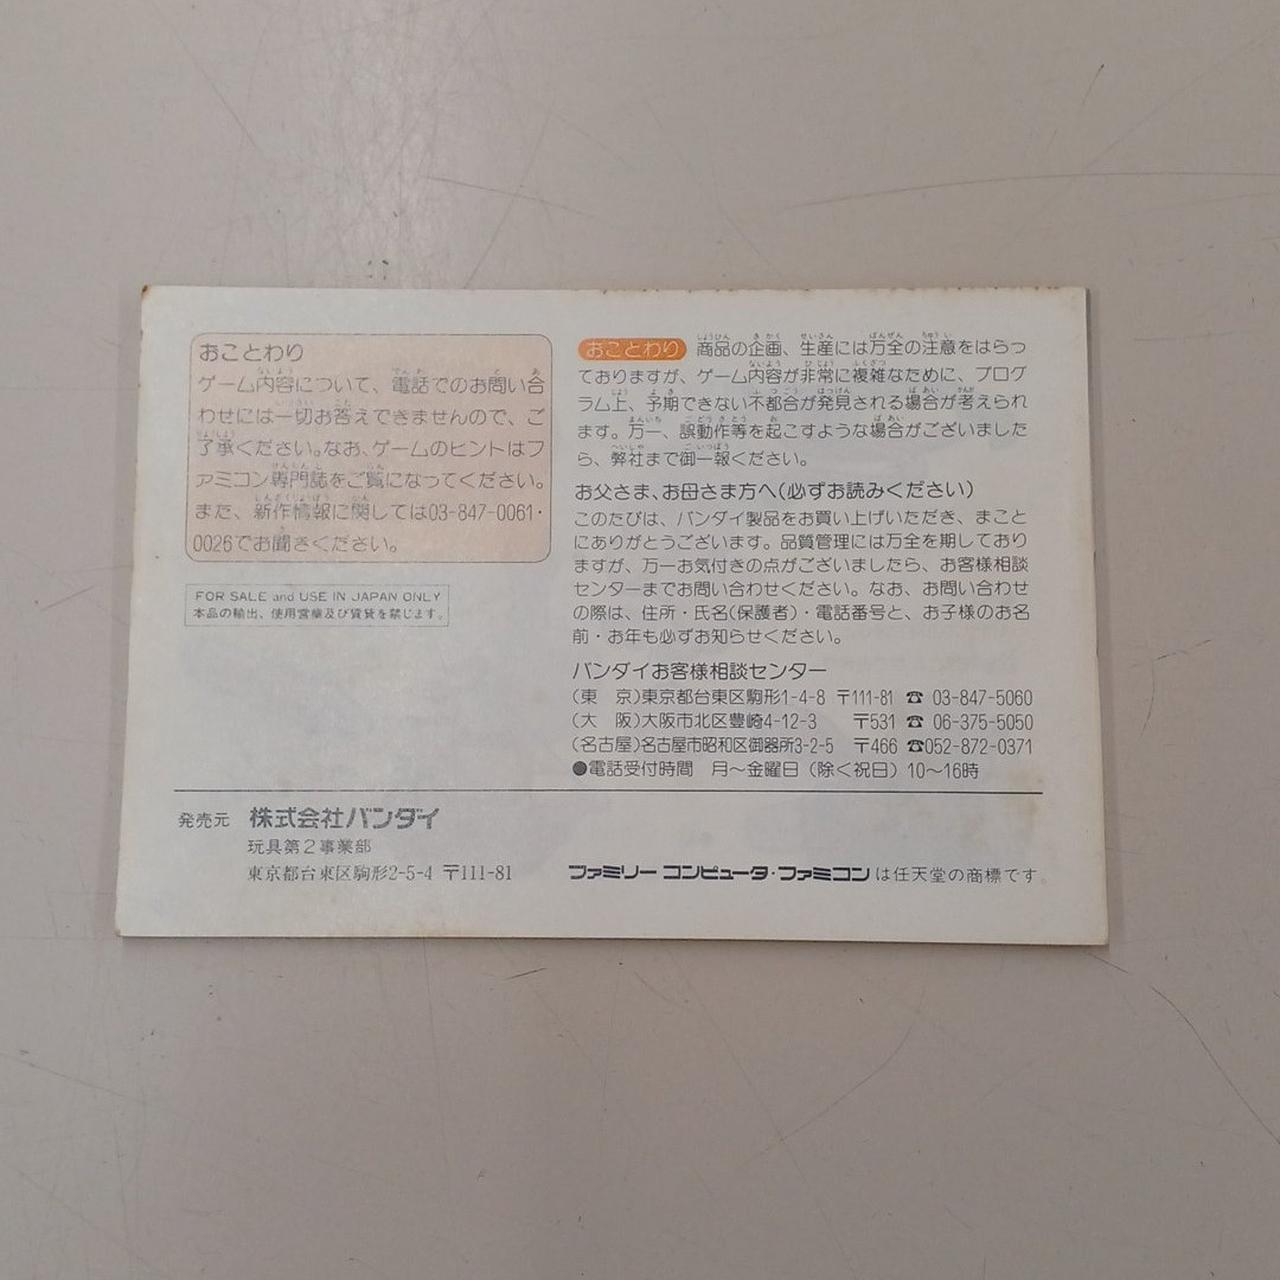 おことわり
ゲーム内容について、電話でのお問い合
わせには一切お答えできませんので、ご
了承ください。なお、ゲームのヒントはフ
ァミコン専門誌をご覧になってください。
また、新作情報に関しては03-847-0061・
0026でお聞きください。
FOR SALE and USE IN JAPAN ONLY
本品の輸出、使用営業及び賃貸を禁じます。
おことわり 商品の企画、生産には万全の注意をはらっ
ておりますが、ゲーム内容が非常に複雑なために、プログ
ラム上、予期できない不都合が発見される場合が考えられ
ます。万一、誤動作等を起こすような場合がございました
ら、弊社まで御一報ください。
お父さま、お母さま方へ(必ずお読みください)
このたびは、バンダイ製品をお買い上げいただき、まこと
にありがとうございます。品質管理には万全を期しており
ますが、万一お気付きの点がございましたら、お客様相談
センターまでお問い合わせください。なお、お問い合わせ
の際は、住所・氏名(保護者)・電話番号と、お子様のお名
前・お年も必ずお知らせください。
バンダイお客様相談センター
(東　京)東京都台東区駒形1-4-8 〒111-81 ☎ 03-847-5060
(大　阪)大阪市北区豊崎4-12-3 〒531 ☎ 06-375-5050
(名古屋)名古屋市昭和区御器所3-2-5 〒466 ☎052-872-0371
●電話受付時間　月～金曜日（除く祝日）10～16時
発売元 株式会社バンダイ
玩具第2事業部
東京都台東区駒形2-5-4 〒111-81
ファミリーコンピュータ・ファミコンは任天堂の商標です。